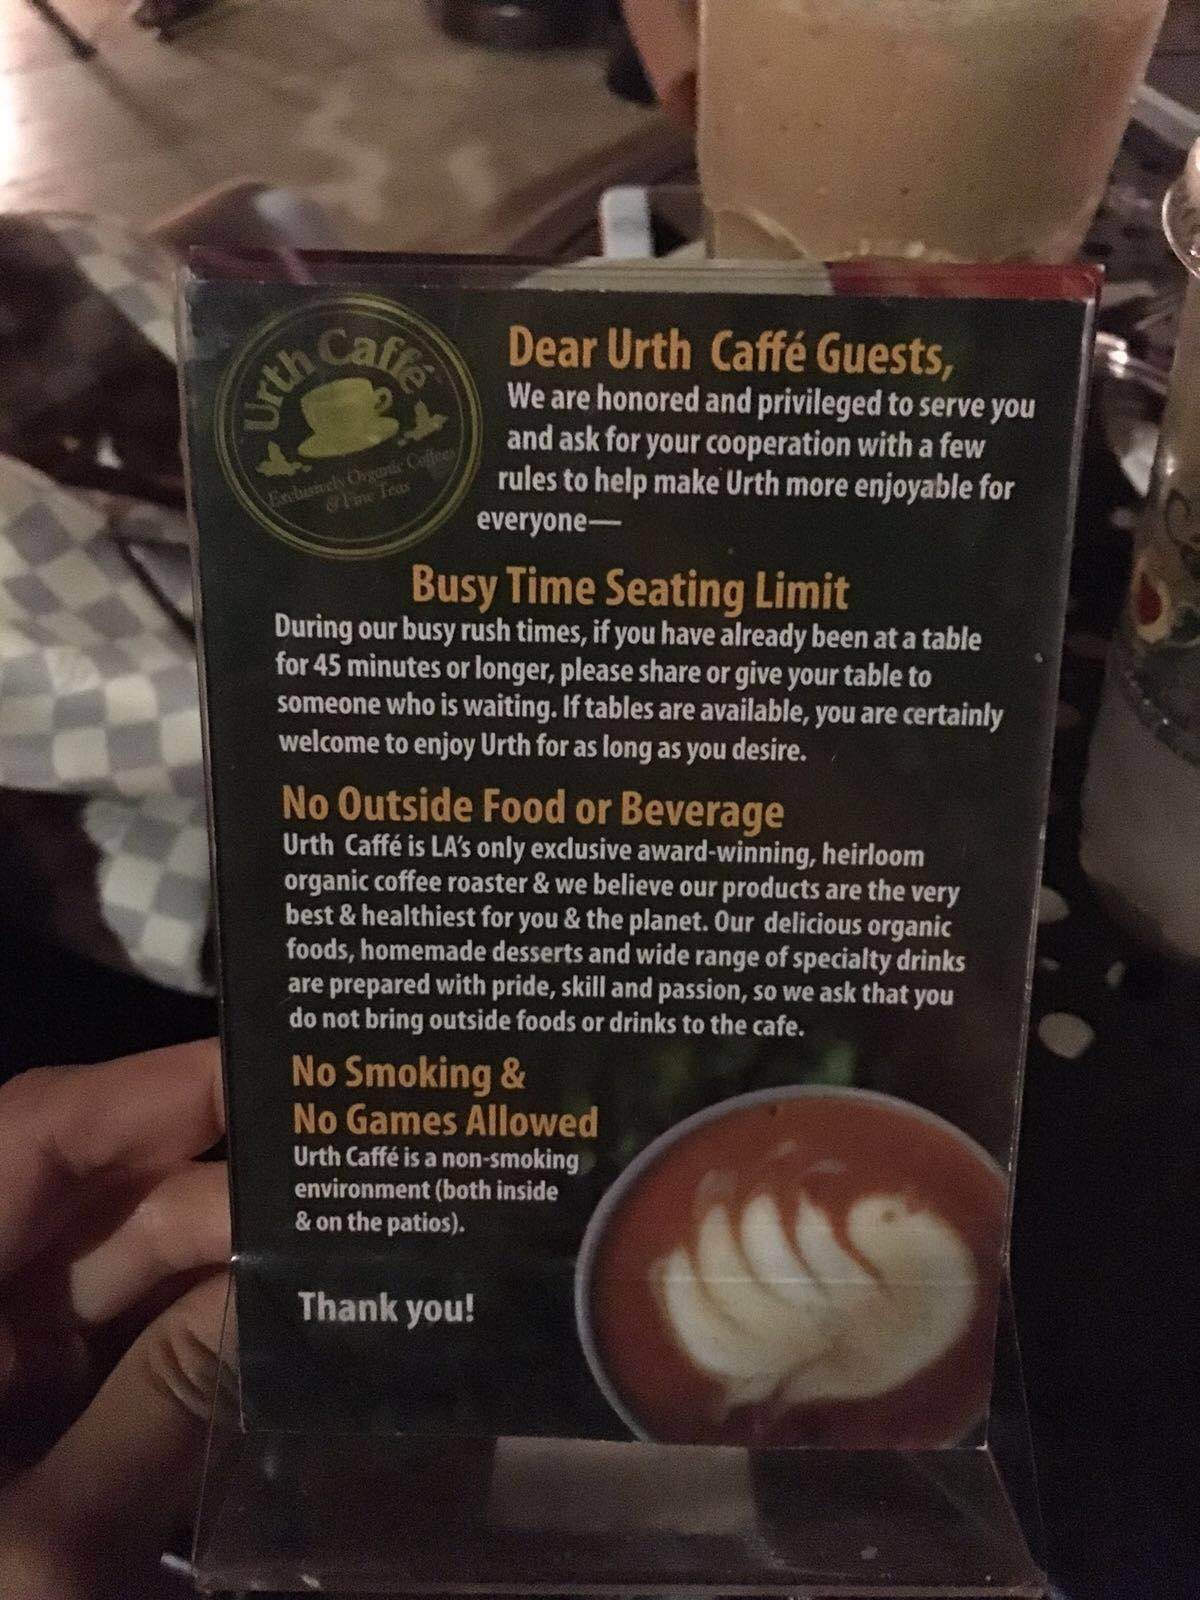 Urth Caffé
Exclusively Organic Coffees
& Fine Teas
Dear Urth Caffé Guests,
We are honored and privileged to serve you
and ask for your cooperation with a few
rules to help make Urth more enjoyable for
everyone—
Busy Time Seating Limit
During our busy rush times, if you have already been at a table
for 45 minutes or longer, please share or give your table to
someone who is waiting. If tables are available, you are certainly
welcome to enjoy Urth for as long as you desire.
No Outside Food or Beverage
Urth Caffé is LA's only exclusive award-winning, heirloom
organic coffee roaster & we believe our products are the very
best & healthiest for you & the planet. Our delicious organic
foods, homemade desserts and wide range of specialty drinks
are prepared with pride, skill and passion, so we ask that you
do not bring outside foods or drinks to the cafe.
No Smoking &
No Games Allowed
Urth Caffé is a non-smoking
environment (both inside
& on the patios).
Thank you!